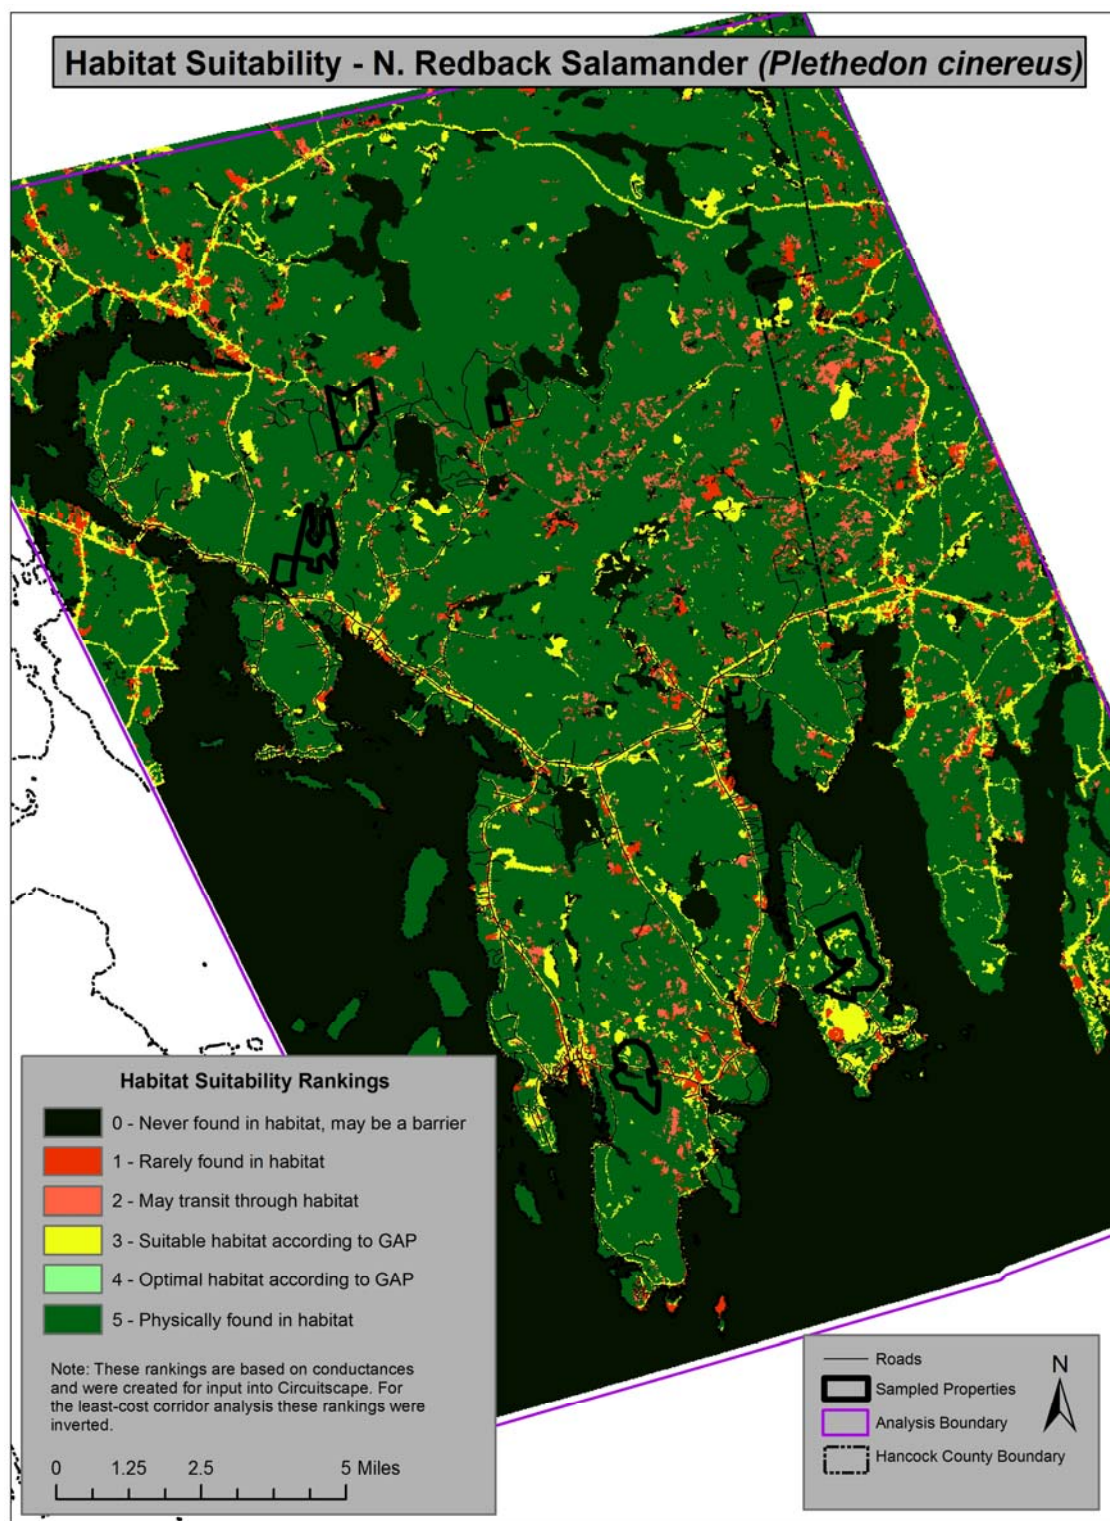 Habitat Suitability - N. Redback Salamander (Plethedon cinereus)
Habitat Suitability Rankings
0 - Never found in habitat, may be a barrier
1 - Rarely found in habitat
2 - May transit through habitat
3 - Suitable habitat according to GAP
4 - Optimal habitat according to GAP
5 - Physically found in habitat
Note: These rankings are based on conductances
and were created for input into Circuitscape. For
the least-cost corridor analysis these rankings were
inverted.
0 1.25 2.5 5 Miles
Roads
Sampled Properties
Analysis Boundary
Hancock County Boundary
N